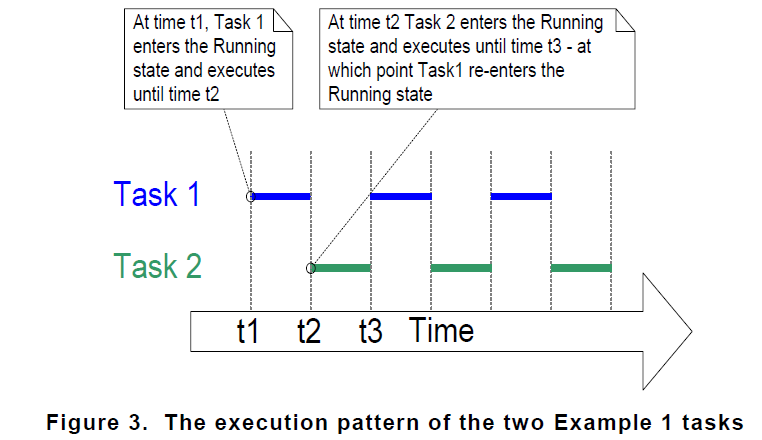 At time t1, Task 1
enters the Running
state and executes
until time t2
At time t2 Task 2 enters the Running
state and executes until time t3 - at
which point Task1 re-enters the
Running state
Task 1
Task 2
t1 t2 t3 Time
Figure 3. The execution pattern of the two Example 1 tasks